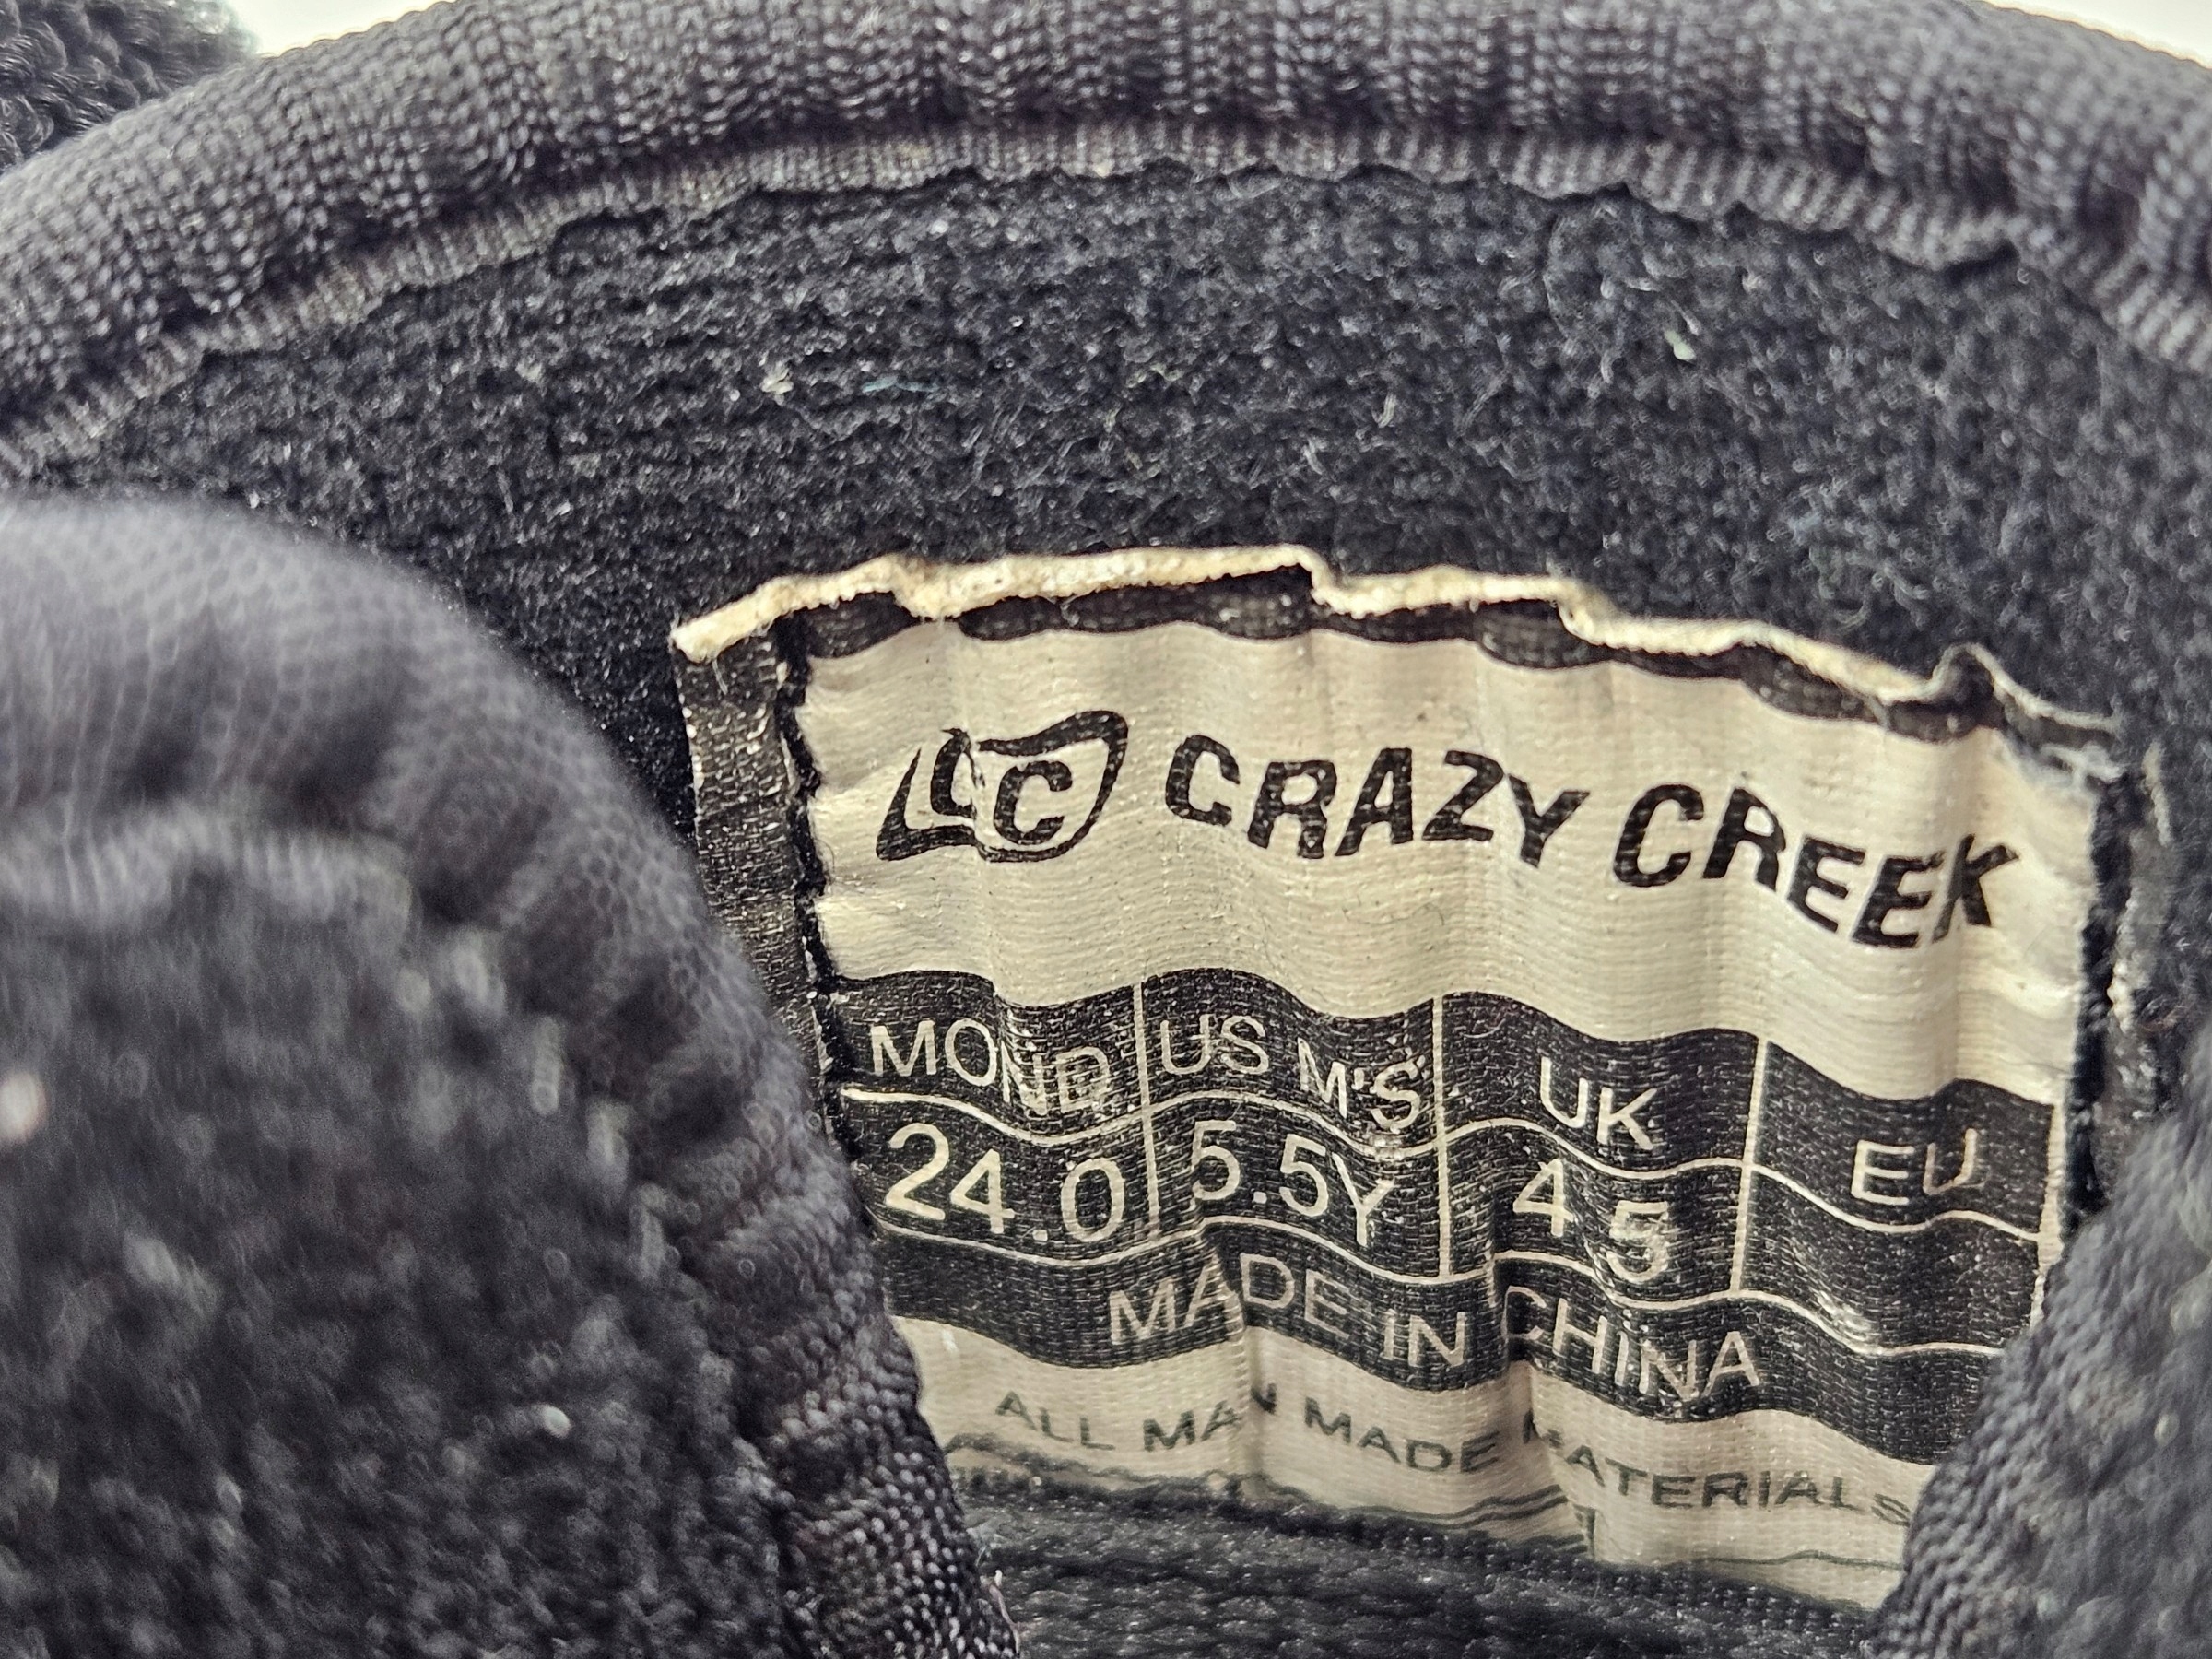 CC CRAZY CREEK
MOND US M'S UK EU
24.0 5.5Y 4 5
MADE IN CHINA
ALL MAN MADE MATERIALS